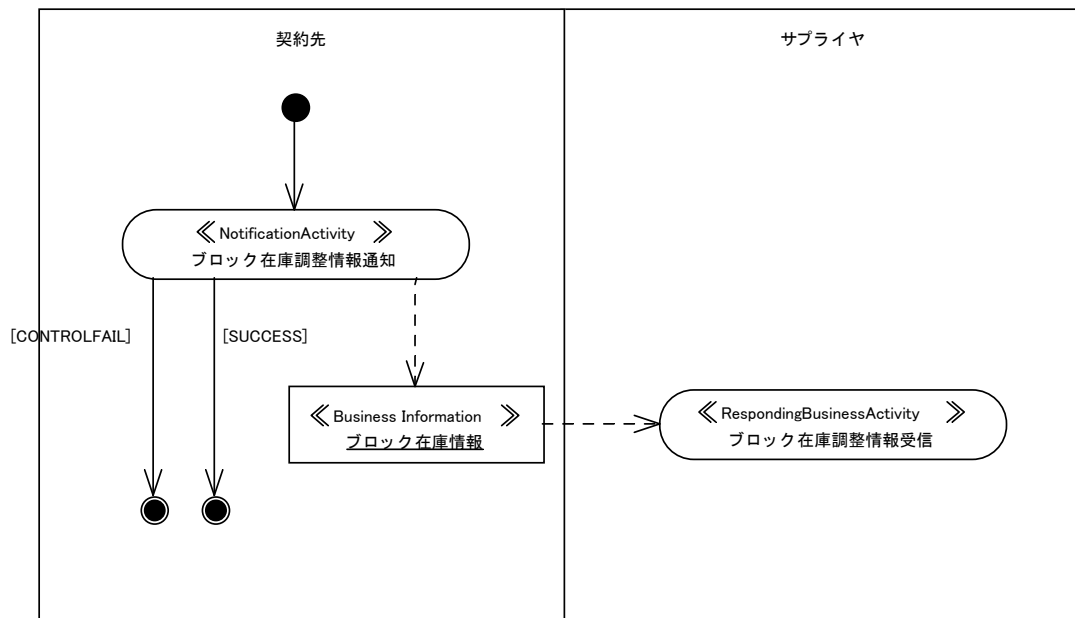 契約先
サプライヤ
≪NotificationActivity ≫
ブロック在庫調整情報通知
[CONTROLFAIL]
[SUCCESS]
≪Business Information ≫
ブロック在庫情報
≪RespondingBusinessActivity ≫
ブロック在庫調整情報受信